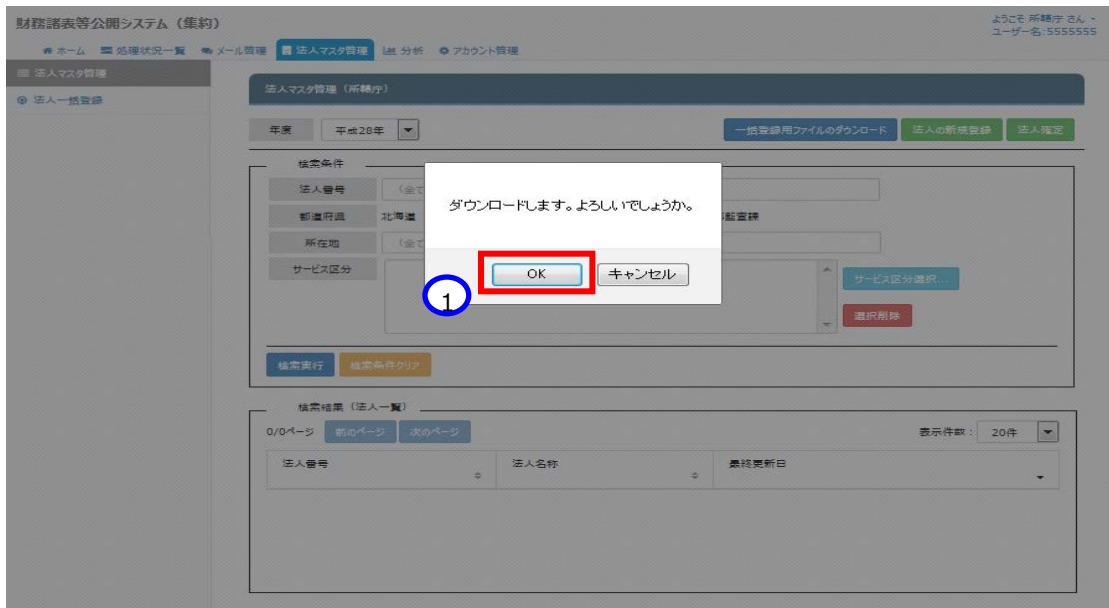 財務諸表等公開システム（集約）
ようこそ 所轄庁 さん
ユーザー名:5555555
ホーム 処理状況一覧 メール管理 法人マスタ管理 分析 アカウント管理
法人マスタ管理
法人一括登録
法人マスタ管理（所轄庁）
年度 平成28年 一括登録用ファイルのダウンロード 法人の新規登録 法人確定
検索条件
法人番号 （全て
都道府県 北海道 監査課
所在地 （全て
サービス区分
サービス区分選択...
選択削除
ダウンロードします。よろしいでしょうか。
OK キャンセル
1
検索実行 検索条件クリア
検索結果（法人一覧）
0/0ページ 前のページ 次のページ 表示件数： 20件
法人番号 法人名称 最終更新日